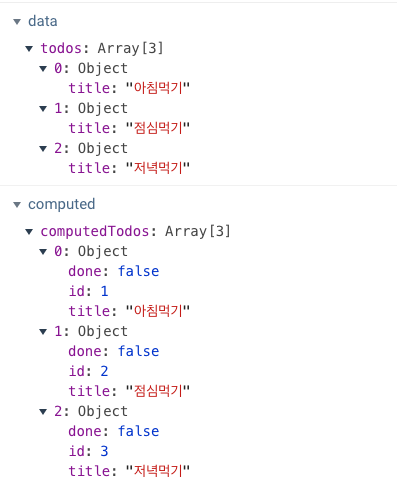 data
todos: Array[3]
0: Object
title: "아침먹기"
1: Object
title: "점심먹기"
2: Object
title: "저녁먹기"
computed
computedTodos: Array[3]
0: Object
done: false
id: 1
title: "아침먹기"
1: Object
done: false
id: 2
title: "점심먹기"
2: Object
done: false
id: 3
title: "저녁먹기"